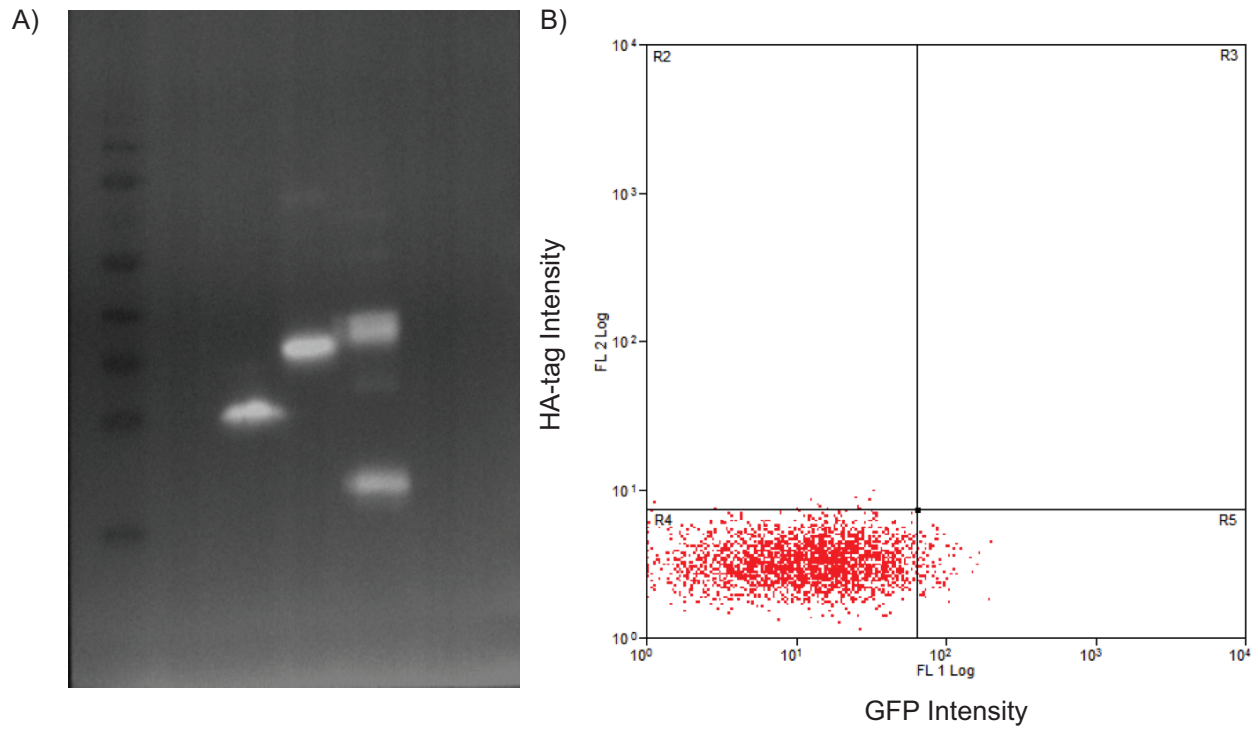 A)
B)
10⁴
R2
R3
10³
HA-tag Intensity
FL 2 Log
10²
10¹
R4
R5
10⁰
10⁰
10¹
10²
10³
10⁴
FL 1 Log
GFP Intensity